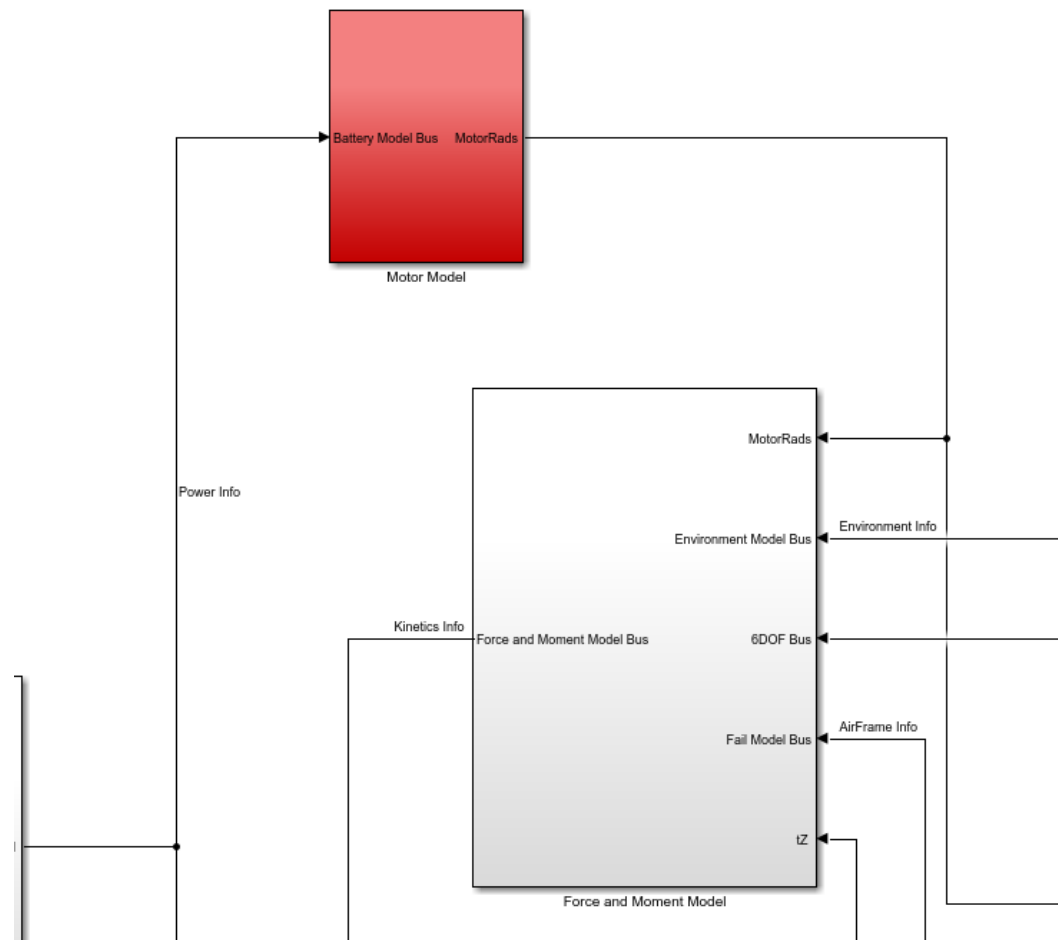 Battery Model Bus
MotorRads
Motor Model
Power Info
MotorRads
Environment Info
Environment Model Bus
Kinetics Info
Force and Moment Model Bus
6DOF Bus
AirFrame Info
Fail Model Bus
tZ
Force and Moment Model